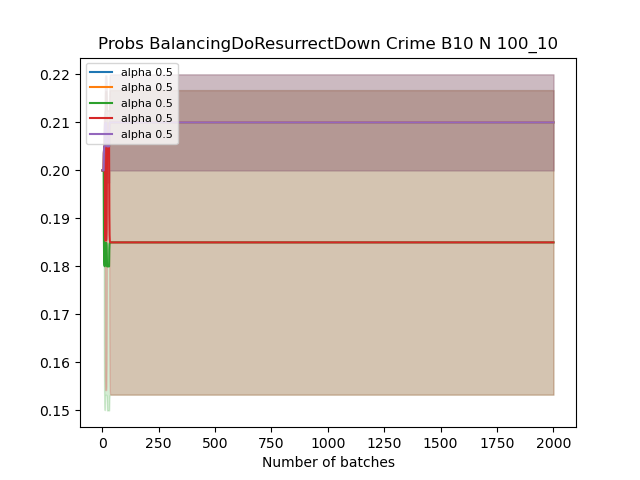 Probs BalancingDoResurrectDown Crime B10 N 100_10
0.22
0.21
0.20
0.19
0.18
0.17
0.16
0.15
alpha 0.5
alpha 0.5
alpha 0.5
alpha 0.5
alpha 0.5
0 250 500 750 1000 1250 1500 1750 2000
Number of batches